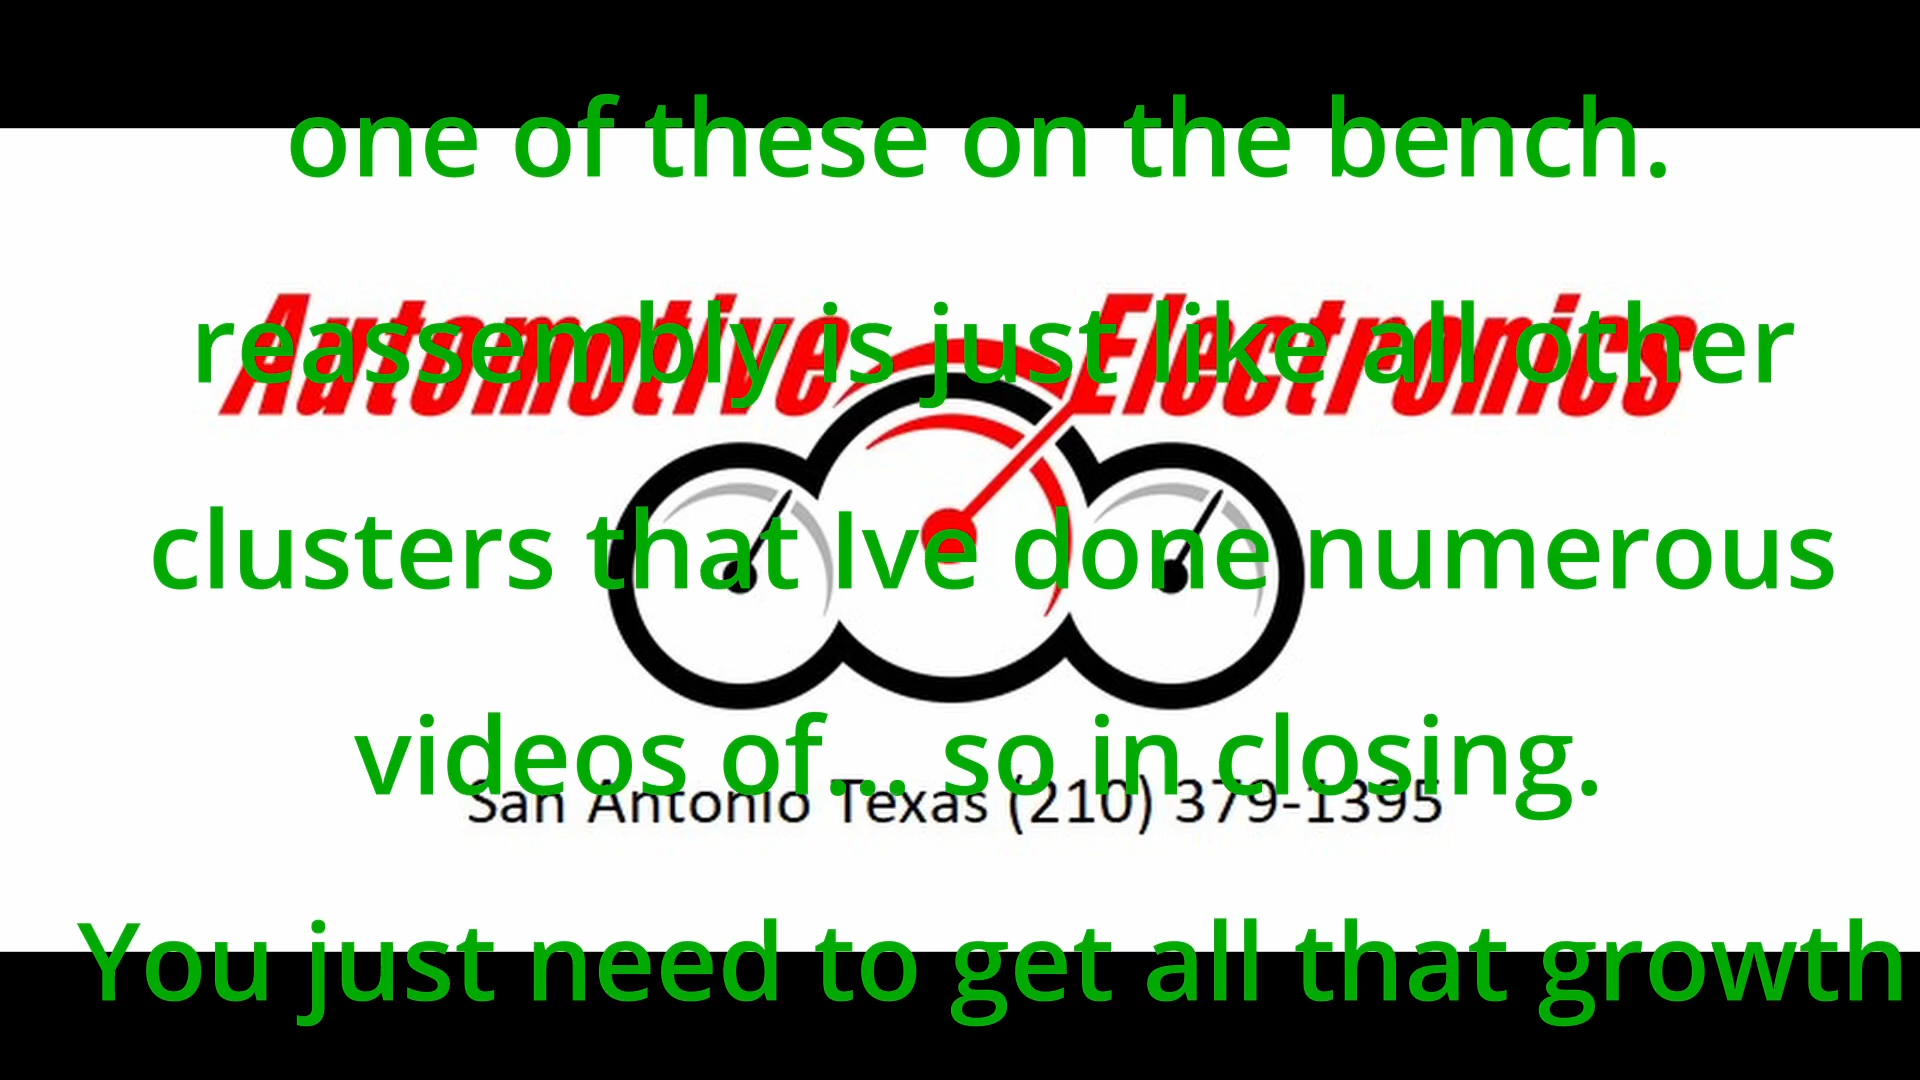 one of these on the bench.
Automotive Electronics
reassembly is just like all other
clusters that Ive done numerous
videos of... so in closing.
San Antonio Texas (210) 379-1395
You just need to get all that growth